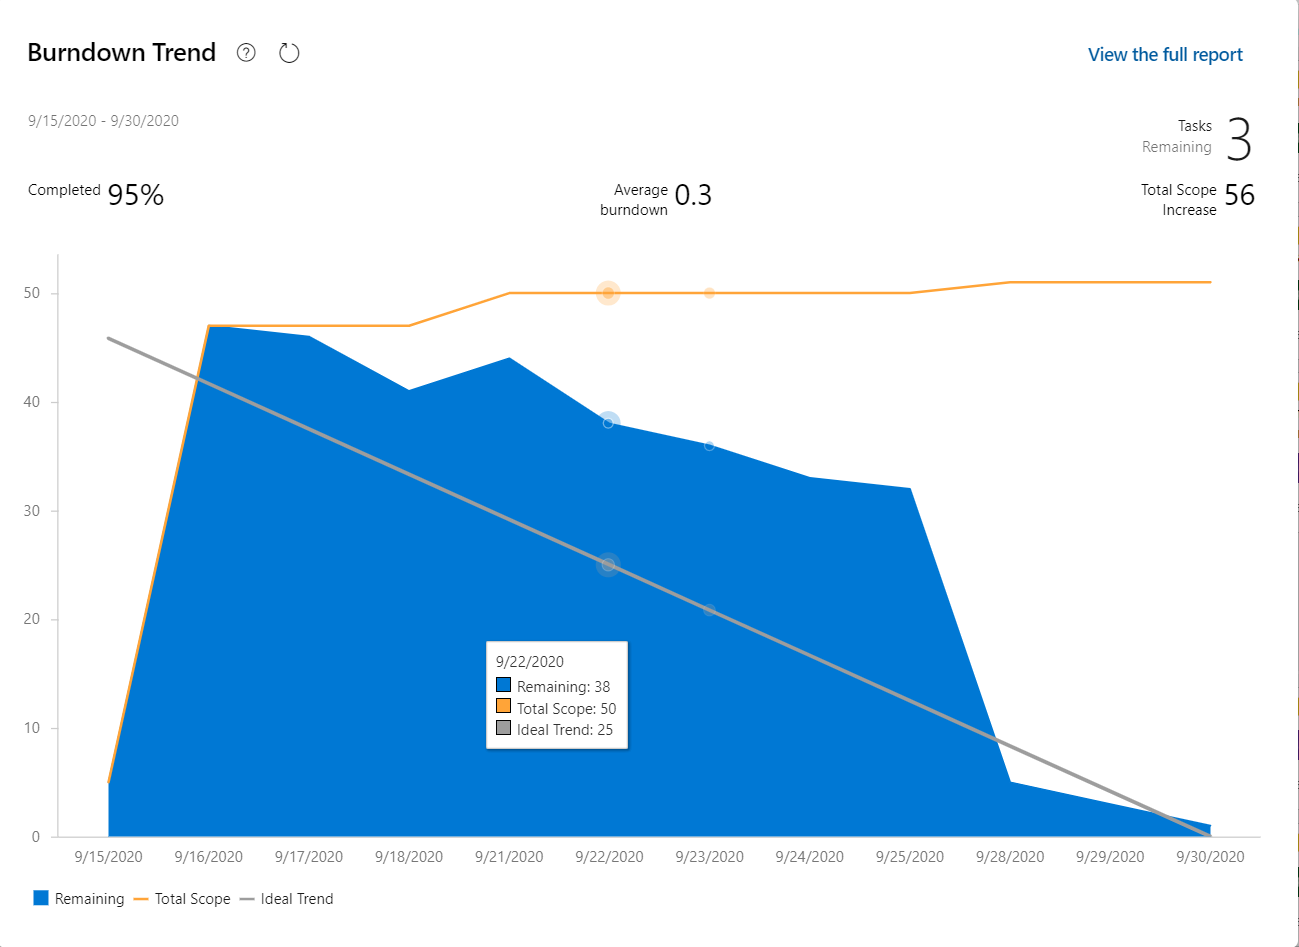 Burndown Trend ?
View the full report
9/15/2020 - 9/30/2020
Tasks
Remaining
3
Completed 95%
Average
burndown
0.3
Total Scope
Increase
56
50
40
30
20
10
0
9/22/2020
Remaining: 38
Total Scope: 50
Ideal Trend: 25
9/15/2020 9/16/2020 9/17/2020 9/18/2020 9/21/2020 9/22/2020 9/23/2020 9/24/2020 9/25/2020 9/28/2020 9/29/2020 9/30/2020
Remaining Total Scope Ideal Trend